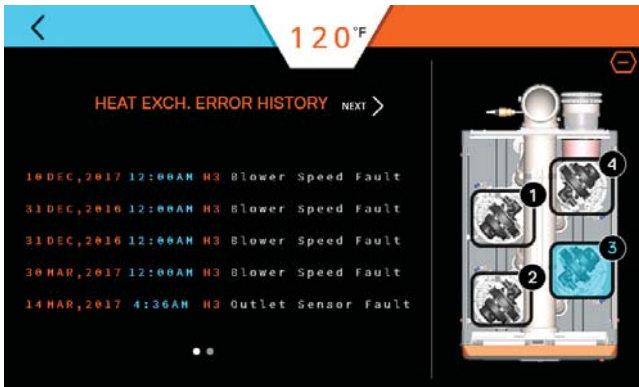 120°F
HEAT EXCH. ERROR HISTORY NEXT
10DEC,2017 12:00AM H3 Blower Speed Fault
31DEC,2016 12:00AM H3 Blower Speed Fault
31DEC,2016 12:00AM H3 Blower Speed Fault
30MAR,2017 12:00AM H3 Blower Speed Fault
14MAR,2017 4:36AM H3 Outlet Sensor Fault
4
1
3
2